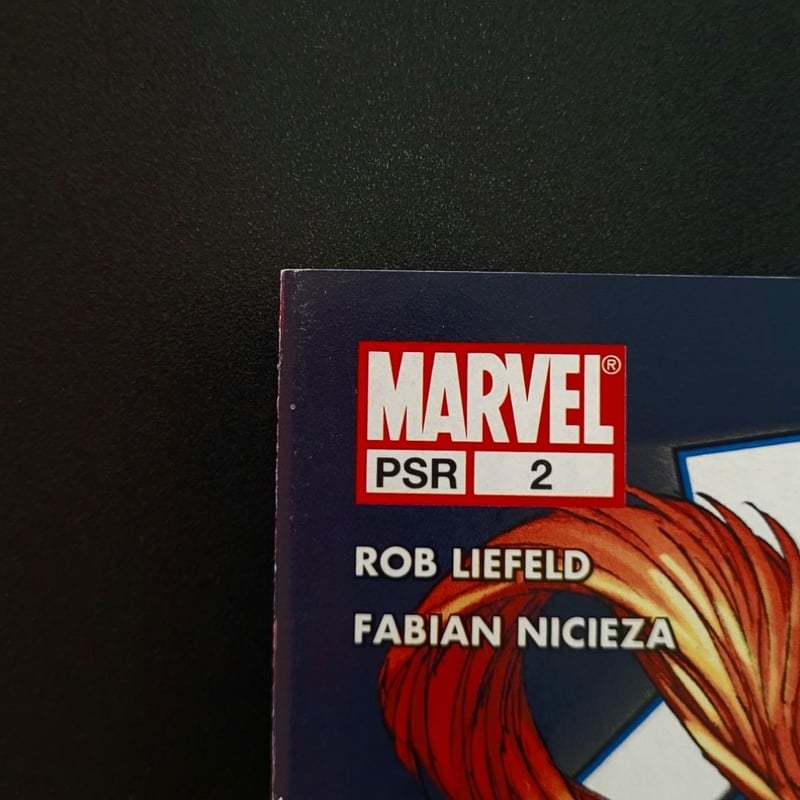 MARVEL®
PSR 2
ROB LIEFELD
FABIAN NICIEZA